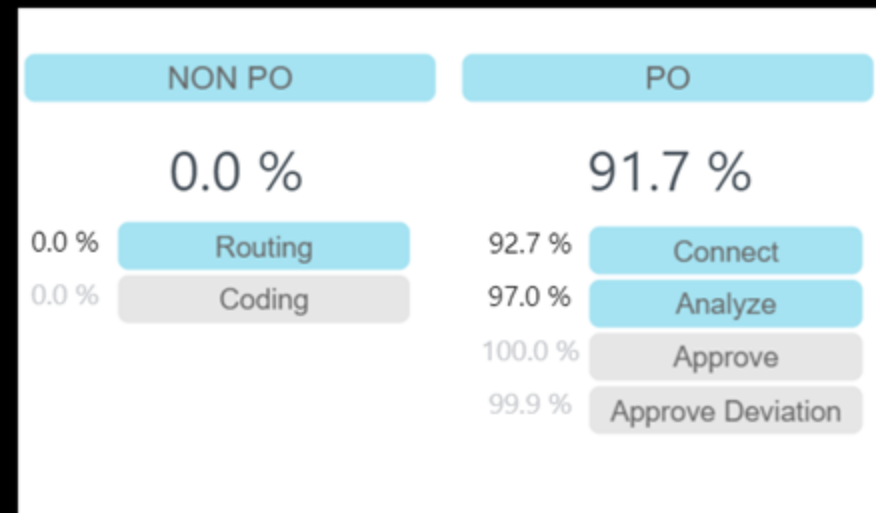 NON PO
0.0 %
0.0 % Routing
0.0 % Coding
PO
91.7 %
92.7 % Connect
97.0 % Analyze
100.0 % Approve
99.9 % Approve Deviation